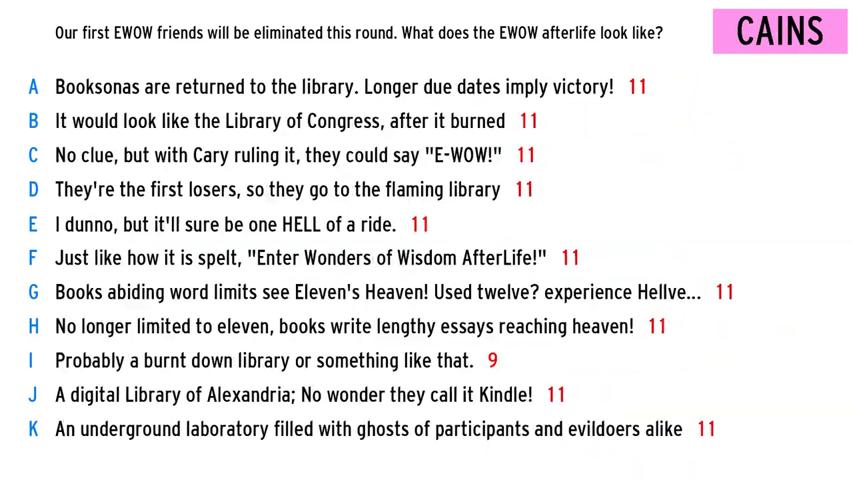 Our first EWOW friends will be eliminated this round. What does the EWOW afterlife look like?
CAINS
A Booksonas are returned to the library. Longer due dates imply victory! 11
B It would look like the Library of Congress, after it burned 11
C No clue, but with Cary ruling it, they could say "E-WOW!" 11
D They're the first losers, so they go to the flaming library 11
E I dunno, but it'll sure be one HELL of a ride. 11
F Just like how it is spelt, "Enter Wonders of Wisdom AfterLife!" 11
G Books abiding word limits see Eleven's Heaven! Used twelve? experience Hellve... 11
H No longer limited to eleven, books write lengthy essays reaching heaven! 11
I Probably a burnt down library or something like that. 9
J A digital Library of Alexandria; No wonder they call it Kindle! 11
K An underground laboratory filled with ghosts of participants and evildoers alike 11